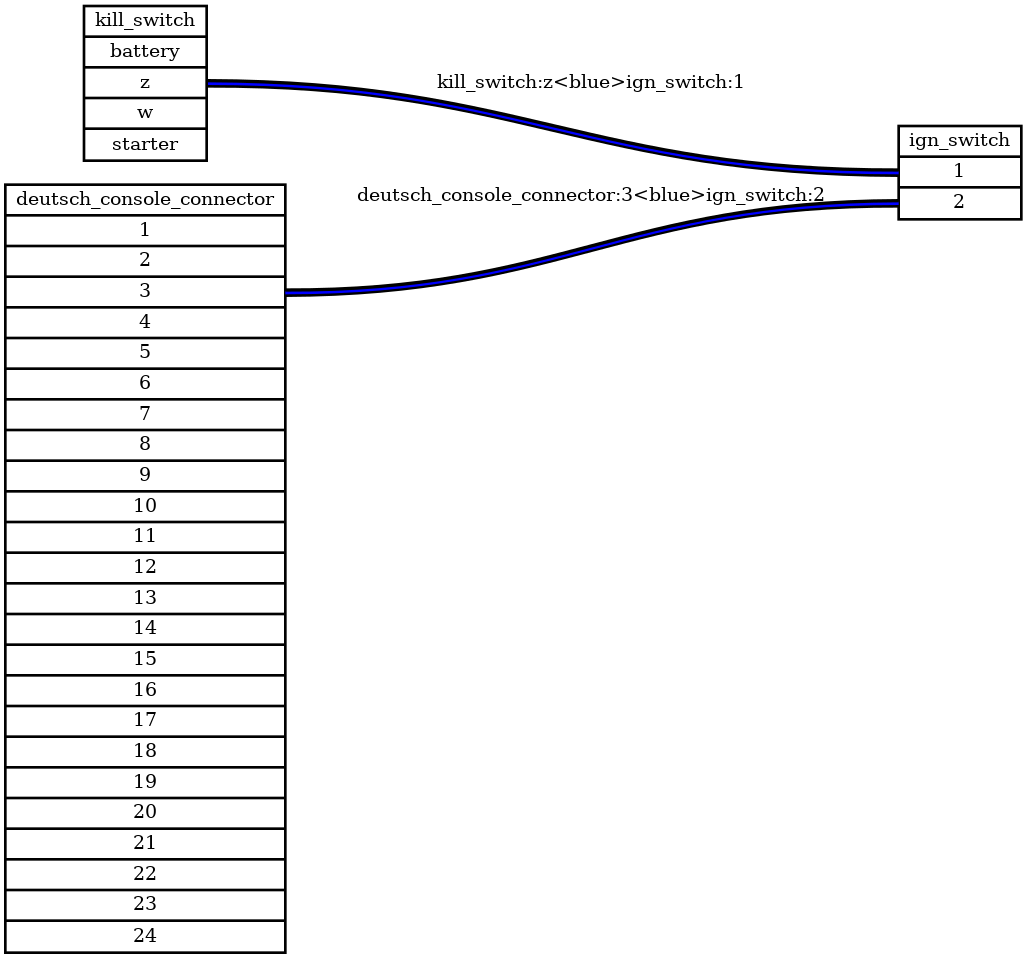 kill_switch
battery
z
w
starter
kill_switch:z<blue>ign_switch:1
ign_switch
1
2
deutsch_console_connector:3<blue>ign_switch:2
deutsch_console_connector
1
2
3
4
5
6
7
8
9
10
11
12
13
14
15
16
17
18
19
20
21
22
23
24